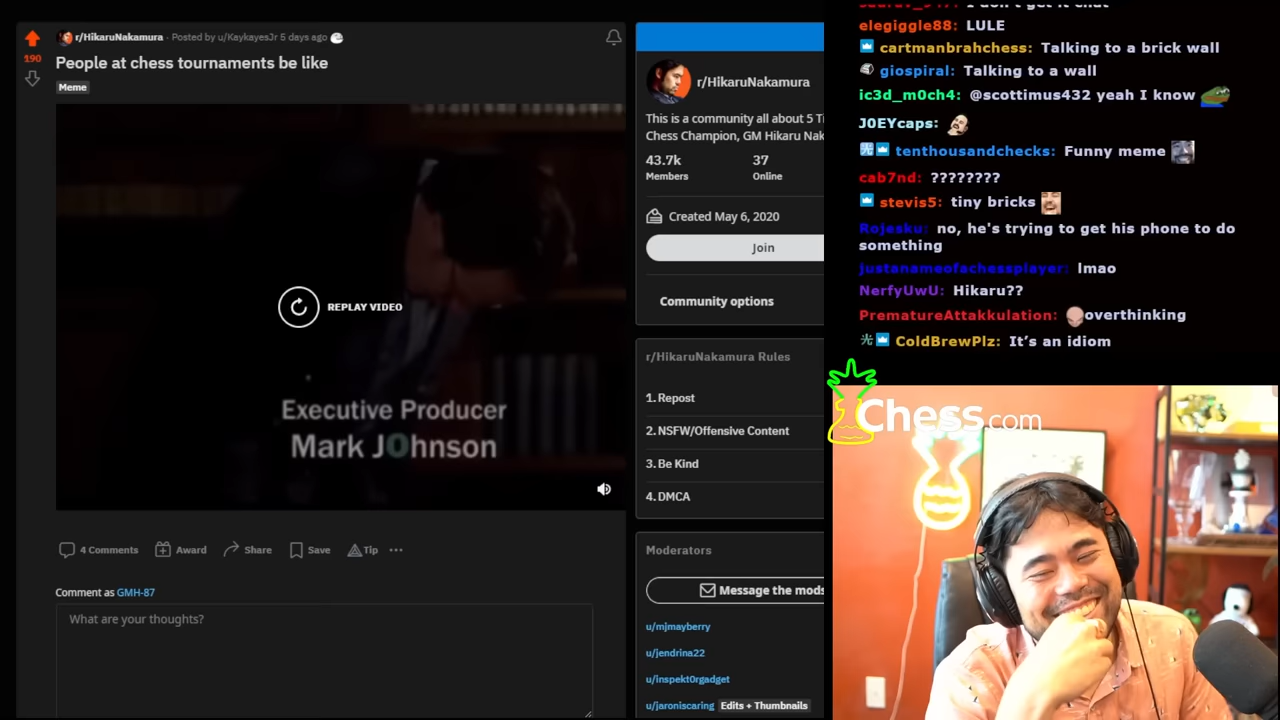 r/HikaruNakamura · Posted by u/KaykayesJr 5 days ago
190
People at chess tournaments be like
Meme
REPLAY VIDEO
Executive Producer
Mark Johnson
4 Comments
Award
Share
Save
Tip
Comment as GMH-87
What are your thoughts?
r/HikaruNakamura
This is a community all about 5 Ti
Chess Champion, GM Hikaru Nak
43.7k
Members
37
Online
Created May 6, 2020
Join
Community options
r/HikaruNakamura Rules
1. Repost
2. NSFW/Offensive Content
3. Be Kind
4. DMCA
Moderators
Message the mods
u/mjmayberry
u/jendrina22
u/inspekt0rgadget
u/jaroniscaring Edits + Thumbnails
I don't get it chat
elegiggle88: LULE
cartmanbrahchess: Talking to a brick wall
giospiral: Talking to a wall
ic3d_m0ch4: @scottimus432 yeah I know
J0EYcaps:
tenthousandchecks: Funny meme
cab7nd: ????????
stevis5: tiny bricks
Rojesku: no, he's trying to get his phone to do
something
justanameofachessplayer: lmao
NerfyUwU: Hikaru??
PrematureAttakkulation: overthinking
ColdBrewPlz: It's an idiom
Chess.com